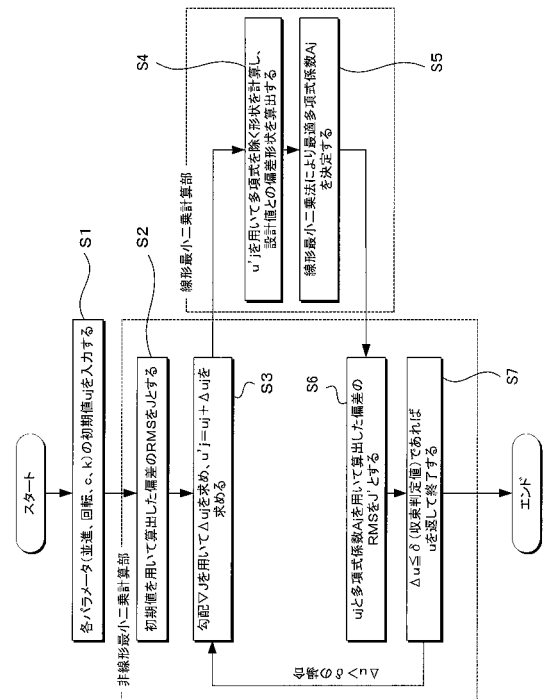 スタート
各パラメータ(並進、回転、c、k)の初期値ujを入力する
S1
非線形最小二乗計算部
初期値を用いて算出した偏差のRMSをJとする
S2
勾配∇Jを用いてΔujを求め、u'j=uj+Δujを
求める
S3
線形最小二乗計算部
u'jを用いて多項式を除く形状を計算し、
設計値との偏差形状を算出する
S4
線形最小二乗法により最適多項式係数Aj
を決定する
S5
ujと多項式係数Ajを用いて算出した偏差の
RMSをJ'とする
S6
Δu≦δ(収束判定値)であれば
uを返して終了する
S7
Δu>δの場合
エンド